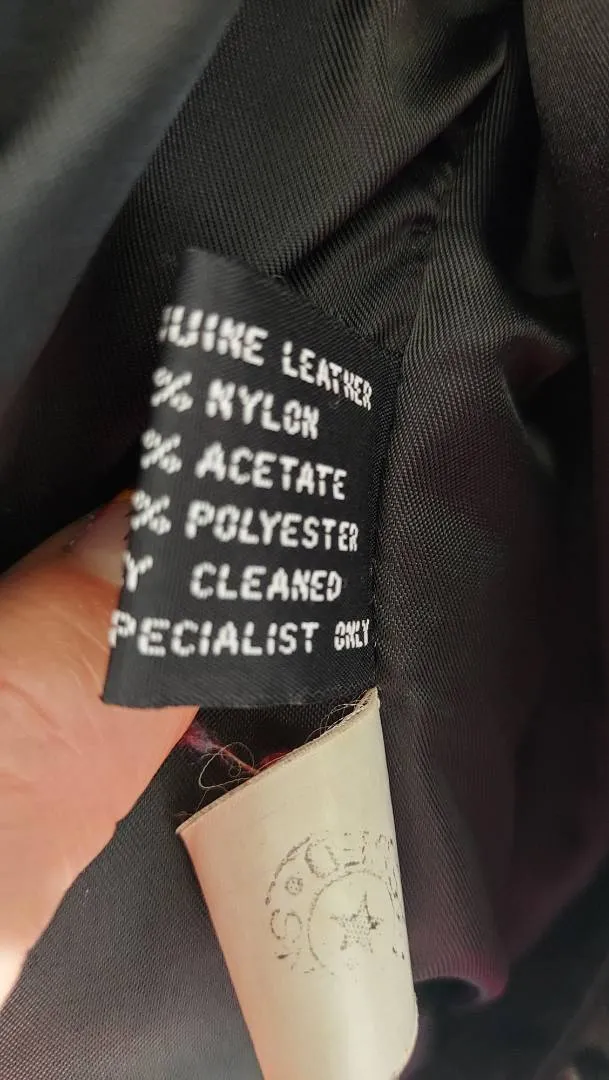 UINE LEATHER
% NYLON
% ACETATE
% POLYESTER
Y CLEANED
PECIALIST ONLY